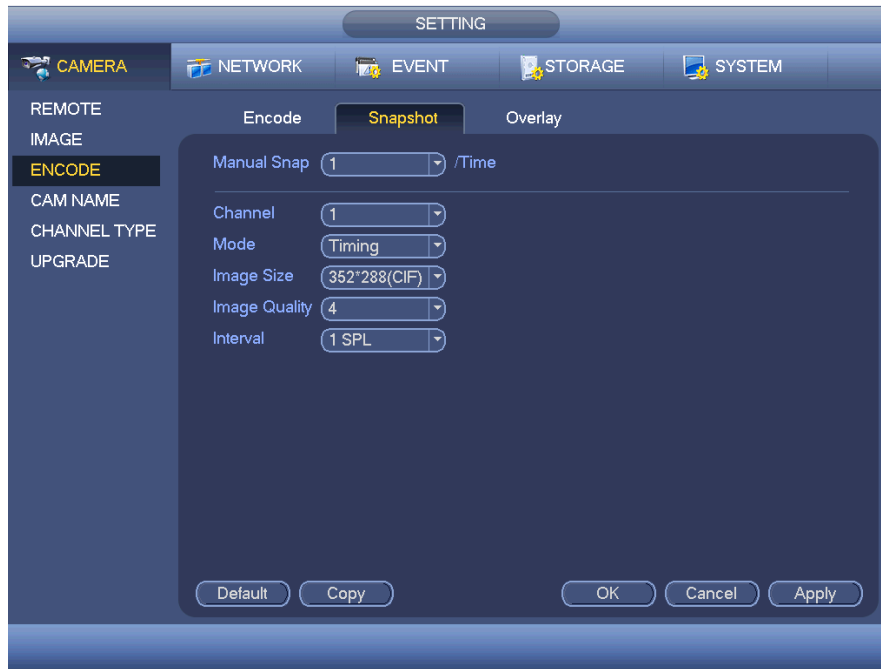 SETTING
CAMERA NETWORK EVENT STORAGE SYSTEM
REMOTE
IMAGE
ENCODE
CAM NAME
CHANNEL TYPE
UPGRADE
Encode Snapshot Overlay
Manual Snap 1 /Time
Channel 1
Mode Timing
Image Size 352*288(CIF)
Image Quality 4
Interval 1 SPL
Default Copy OK Cancel Apply